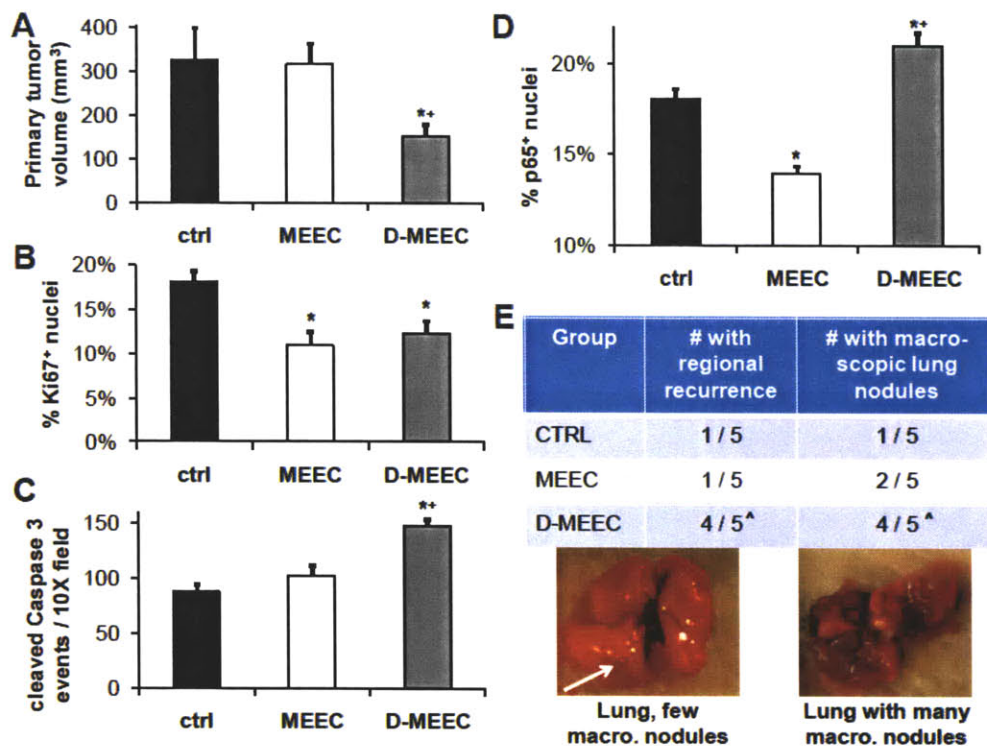 A
Primary tumor
volume (mm³)
400
300
200
100
0
*+
ctrl MEEC D-MEEC
B
% Ki67⁺ nuclei
20%
15%
10%
5%
0%
* *
ctrl MEEC D-MEEC
C
cleaved Caspase 3
events / 10X field
150
100
50
0
*+
ctrl MEEC D-MEEC
D
% p65⁺ nuclei
20%
15%
10%
*
*+
ctrl MEEC D-MEEC
E
Group # with regional recurrence # with macro-scopic lung nodules
CTRL 1 / 5 1 / 5
MEEC 1 / 5 2 / 5
D-MEEC 4 / 5^ 4 / 5^
Lung, few
macro. nodules
Lung with many
macro. nodules